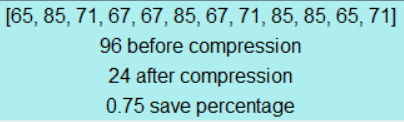 [65, 85, 71, 67, 67, 85, 67, 71, 85, 85, 65, 71]
96 before compression
24 after compression
0.75 save percentage